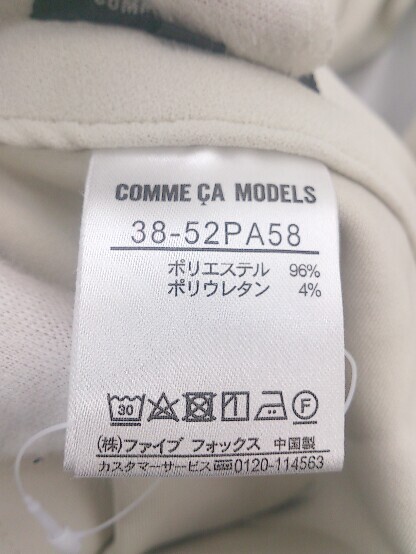 COMME ÇA MODELS
38-52PA58
ポリエステル 96%
ポリウレタン 4%
30 F
(株)ファイブ フォックス 中国製
カスタマーサービス 0120-114563